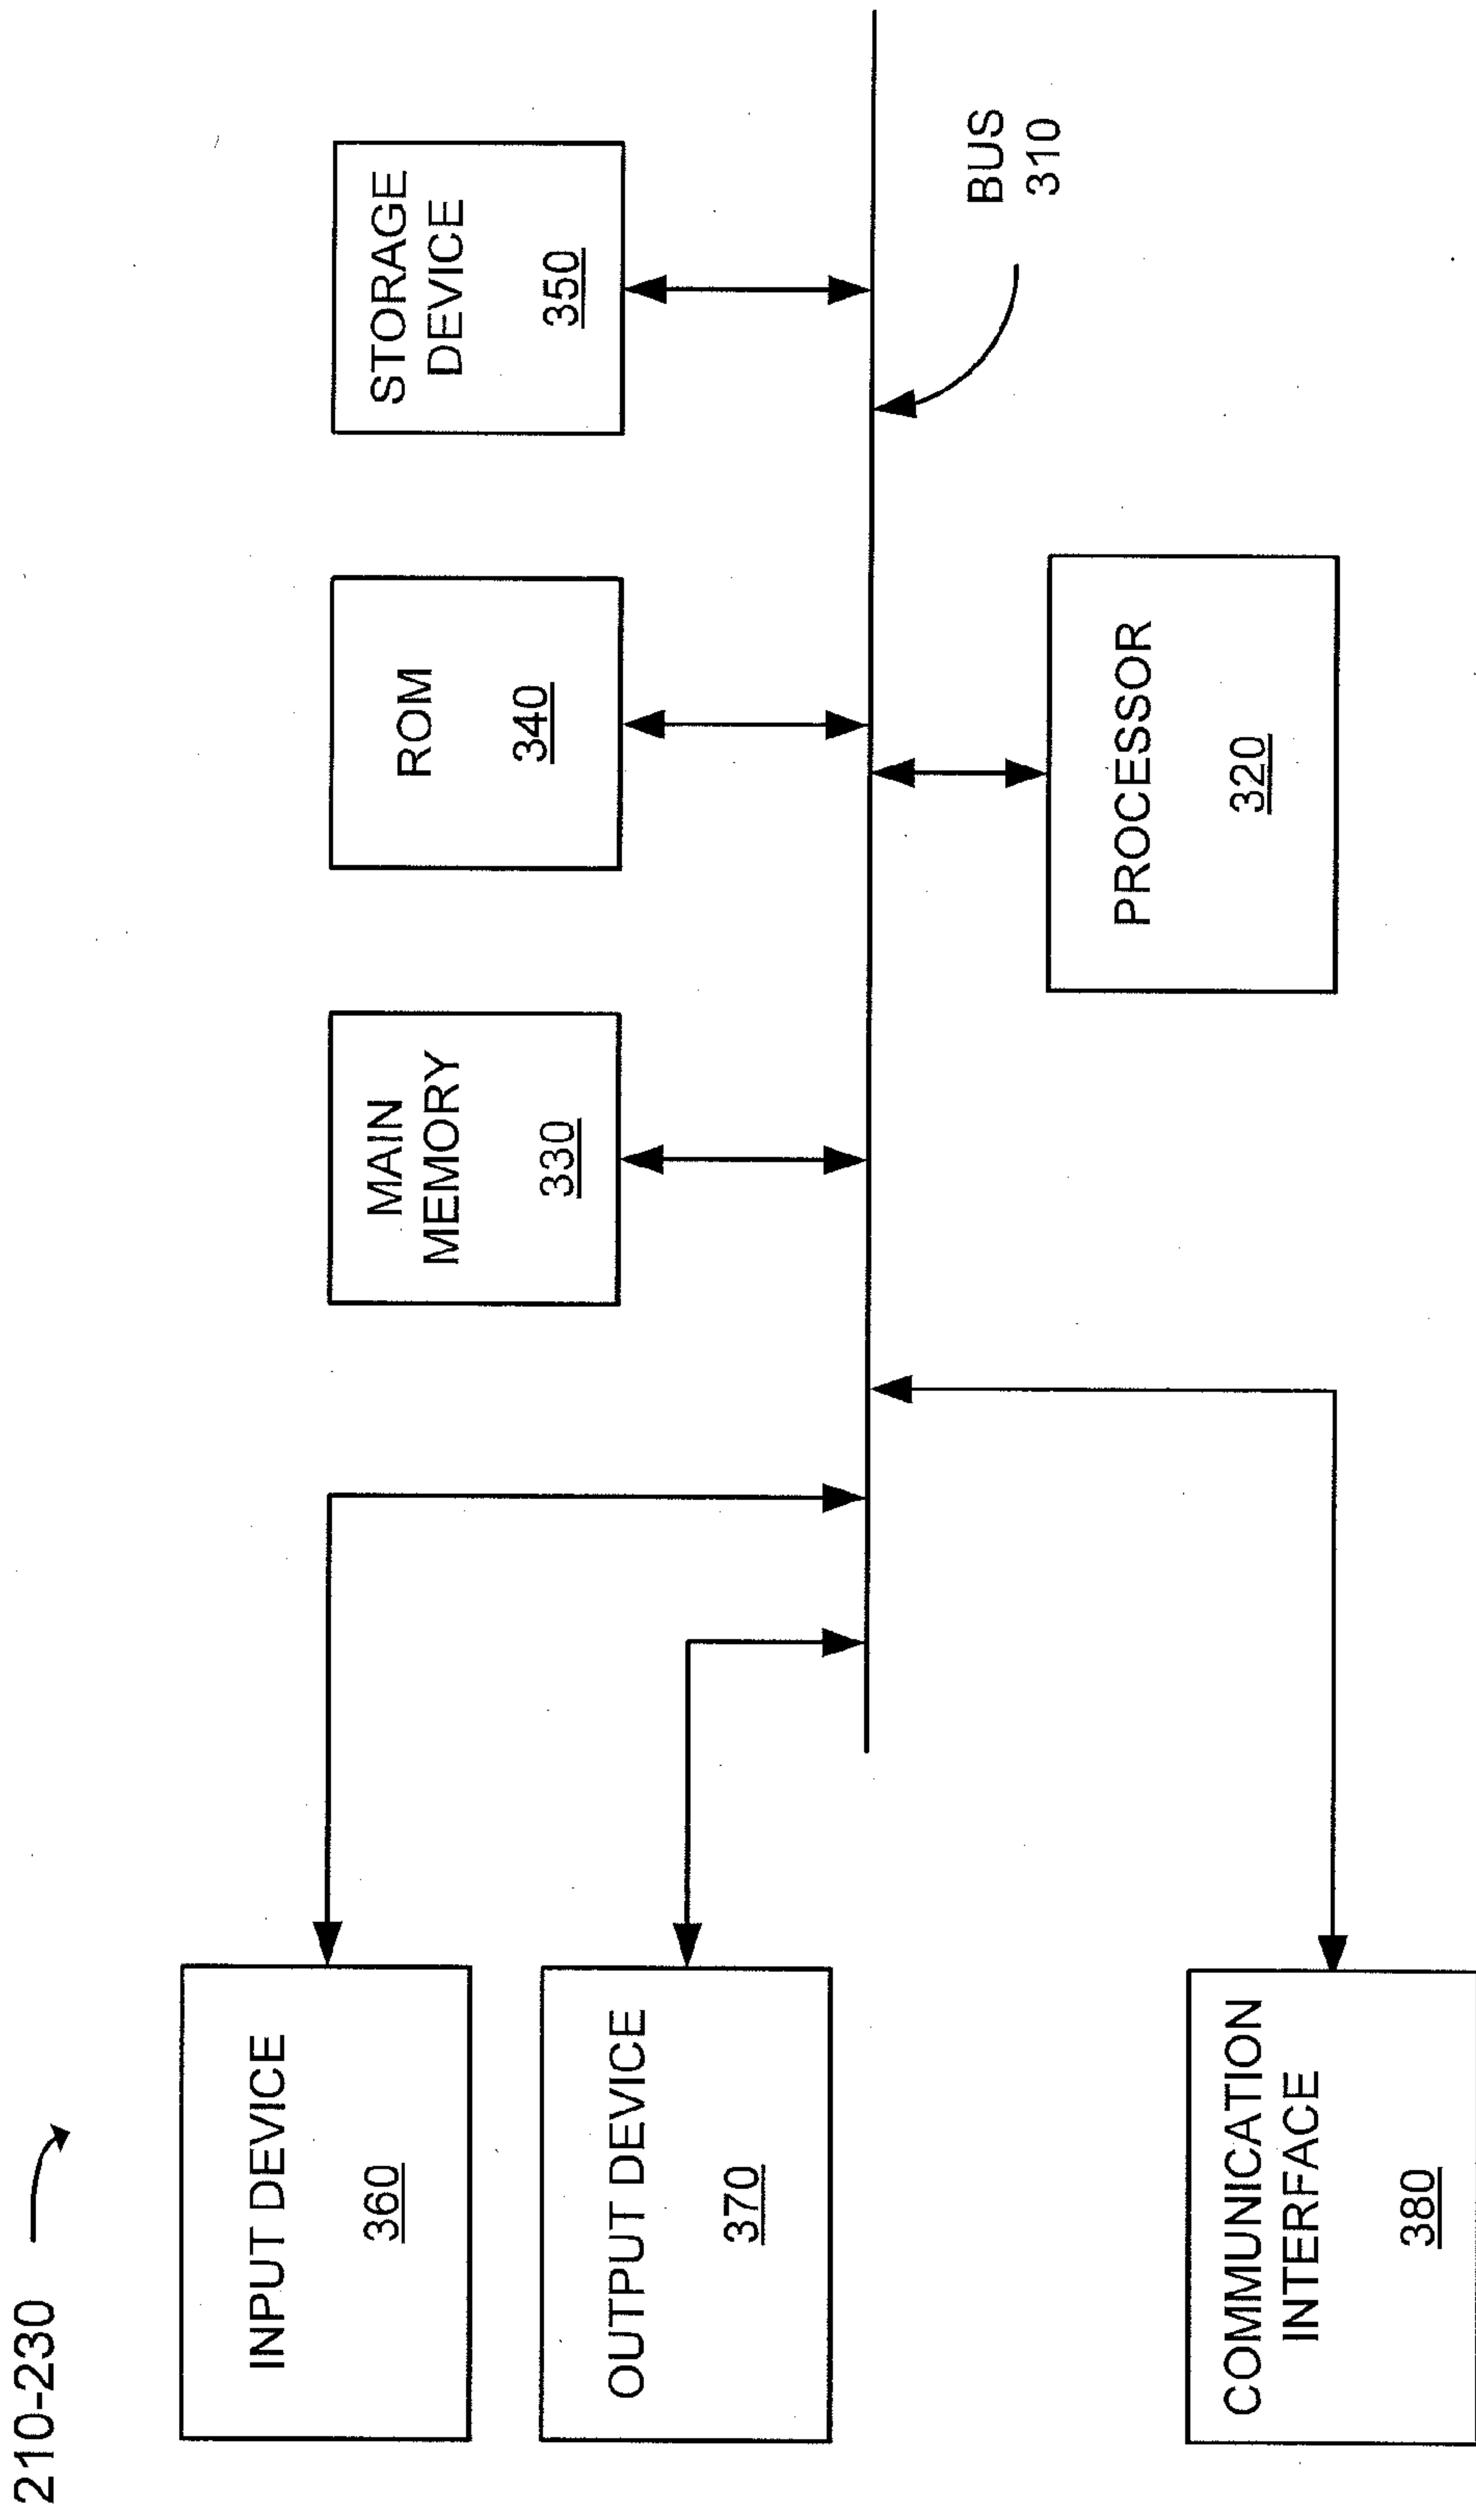 210-230
INPUT DEVICE
360
OUTPUT DEVICE
370
COMMUNICATION
INTERFACE
380
MAIN
MEMORY
330
ROM
340
STORAGE
DEVICE
350
PROCESSOR
320
BUS
310